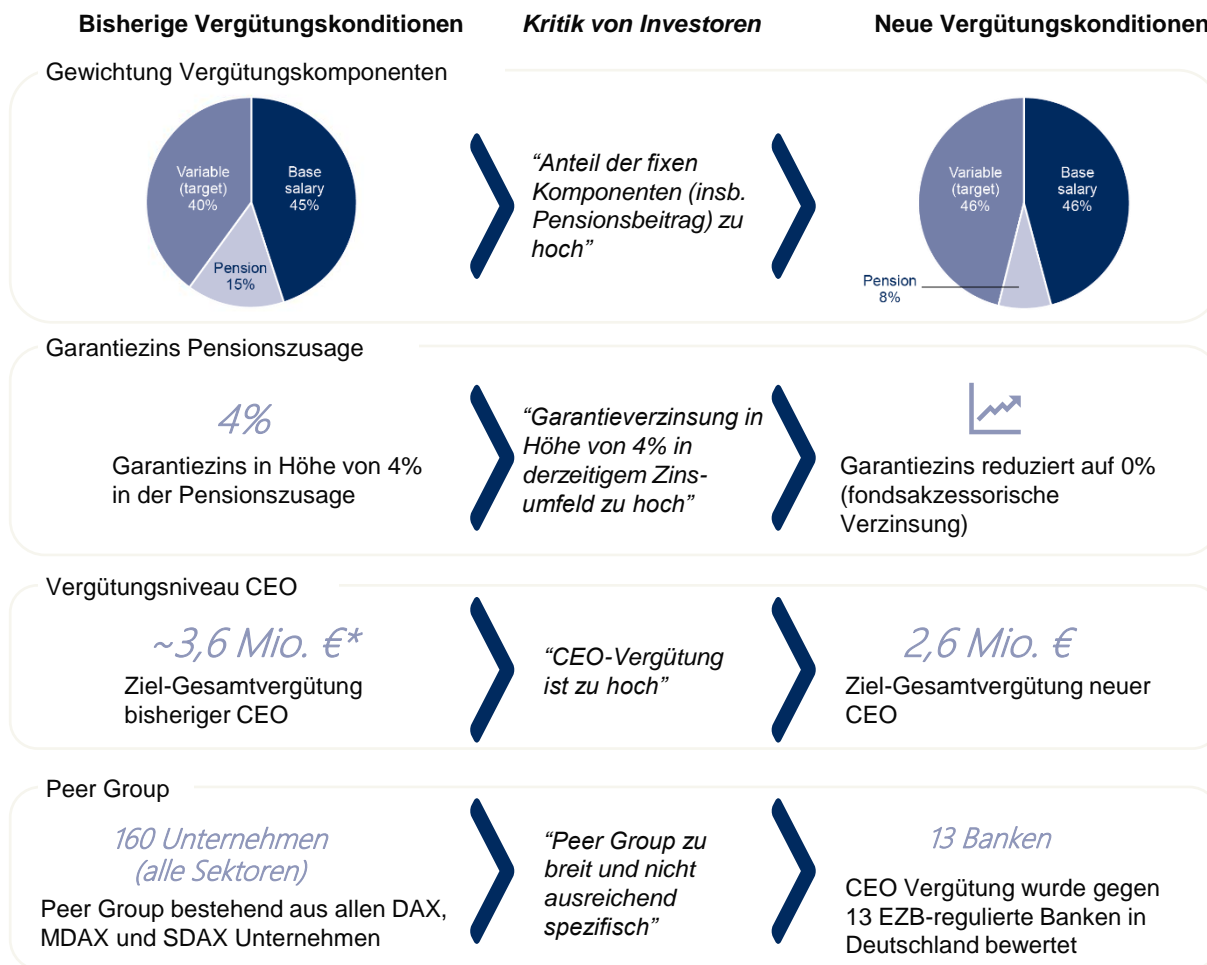 Bisherige Vergütungskonditionen
Kritik von Investoren
Neue Vergütungskonditionen
Gewichtung Vergütungskomponenten
Variable
(target)
40%
Base
salary
45%
Pension
15%
“Anteil der fixen
Komponenten (insb.
Pensionsbeitrag) zu
hoch”
Variable
(target)
46%
Base
salary
46%
Pension
8%
Garantiezins Pensionszusage
4%
Garantiezins in Höhe von 4%
in der Pensionszusage
“Garantieverzinsung in
Höhe von 4% in
derzeitigem Zins-
umfeld zu hoch”
Garantiezins reduziert auf 0%
(fondsakzessorische
Verzinsung)
Vergütungsniveau CEO
~3,6 Mio. €*
Ziel-Gesamtvergütung
bisheriger CEO
“CEO-Vergütung
ist zu hoch”
2,6 Mio. €
Ziel-Gesamtvergütung neuer
CEO
Peer Group
160 Unternehmen
(alle Sektoren)
Peer Group bestehend aus allen DAX,
MDAX und SDAX Unternehmen
“Peer Group zu
breit und nicht
ausreichend
spezifisch”
13 Banken
CEO Vergütung wurde gegen
13 EZB-regulierte Banken in
Deutschland bewertet